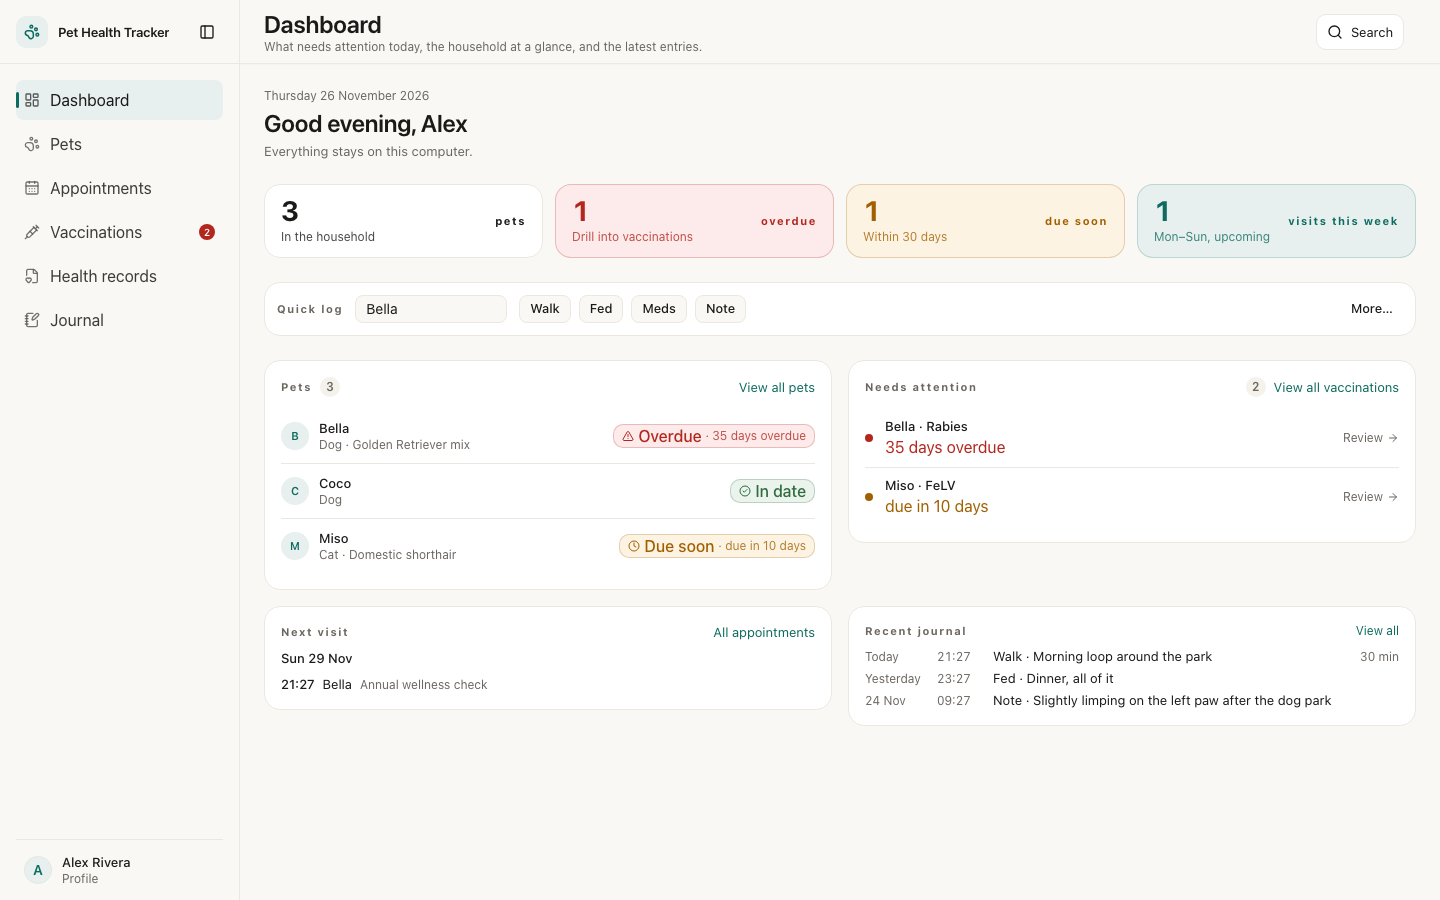 Pet Health Tracker
Dashboard
Pets
Appointments
Vaccinations 2
Health records
Journal
A
Alex Rivera
Profile
Dashboard
What needs attention today, the household at a glance, and the latest entries.
Search
Thursday 26 November 2026
Good evening, Alex
Everything stays on this computer.
3
In the household
pets
1
Drill into vaccinations
overdue
1
Within 30 days
due soon
1
Mon–Sun, upcoming
visits this week
Quick log Bella Walk Fed Meds Note More...
Pets 3 View all pets
B
Bella
Dog · Golden Retriever mix
Overdue · 35 days overdue
C
Coco
Dog
In date
M
Miso
Cat · Domestic shorthair
Due soon · due in 10 days
Needs attention 2 View all vaccinations
Bella · Rabies
35 days overdue
Review →
Miso · FeLV
due in 10 days
Review →
Next visit All appointments
Sun 29 Nov
21:27 Bella Annual wellness check
Recent journal View all
Today 21:27 Walk · Morning loop around the park 30 min
Yesterday 23:27 Fed · Dinner, all of it
24 Nov 09:27 Note · Slightly limping on the left paw after the dog park